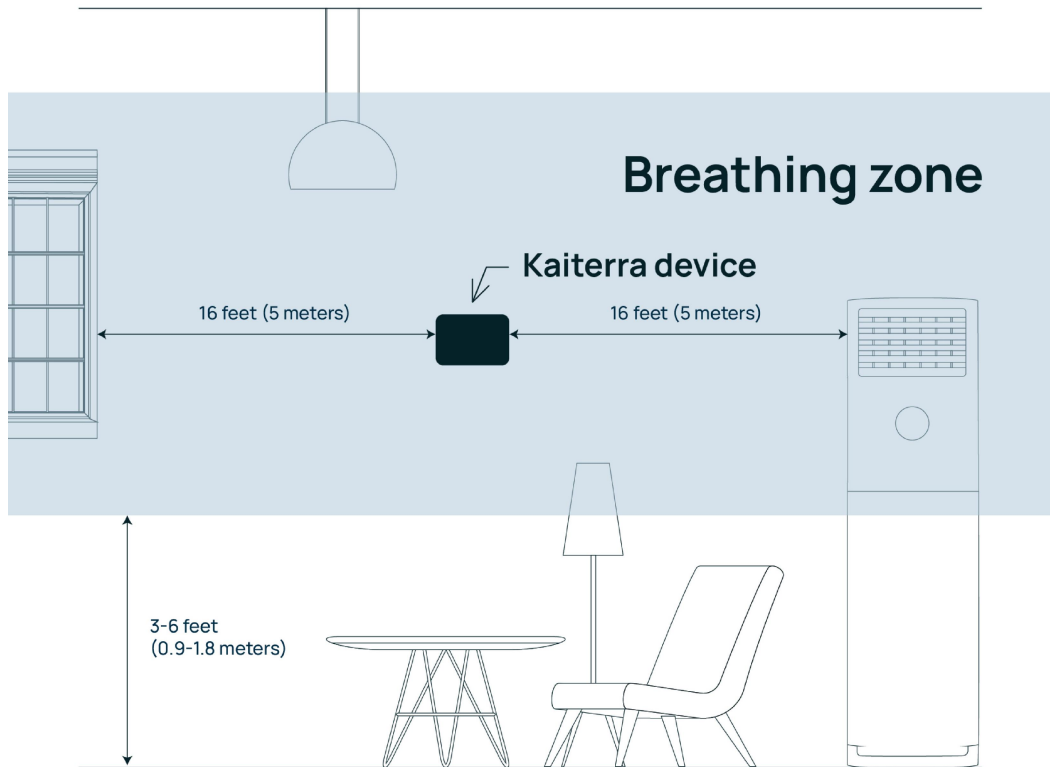 Breathing zone
Kaiterra device
16 feet (5 meters)
16 feet (5 meters)
3-6 feet
(0.9-1.8 meters)